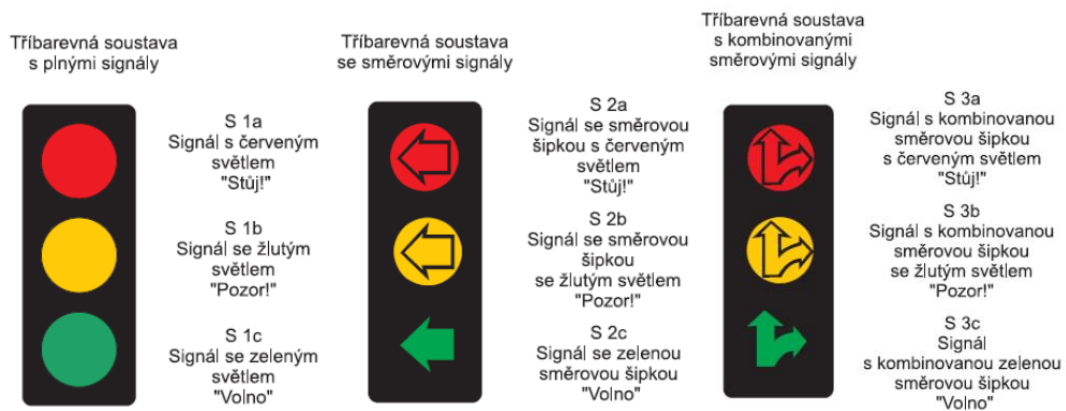 Tříbarevná soustava
s plnými signály
S 1a
Signál s červeným
světlem
"Stůj!"
S 1b
Signál se žlutým
světlem
"Pozor!"
S 1c
Signál se zeleným
světlem
"Volno"
Tříbarevná soustava
se směrovými signály
S 2a
Signál se směrovou
šipkou s červeným
světlem
"Stůj!"
S 2b
Signál se směrovou
šipkou
se žlutým světlem
"Pozor!"
S 2c
Signál se zelenou
směrovou šipkou
"Volno"
Tříbarevná soustava
s kombinovanými
směrovými signály
S 3a
Signál s kombinovanou
směrovou šipkou
s červeným světlem
"Stůj!"
S 3b
Signál s kombinovanou
směrovou šipkou
se žlutým světlem
"Pozor!"
S 3c
Signál
s kombinovanou zelenou
směrovou šipkou
"Volno"